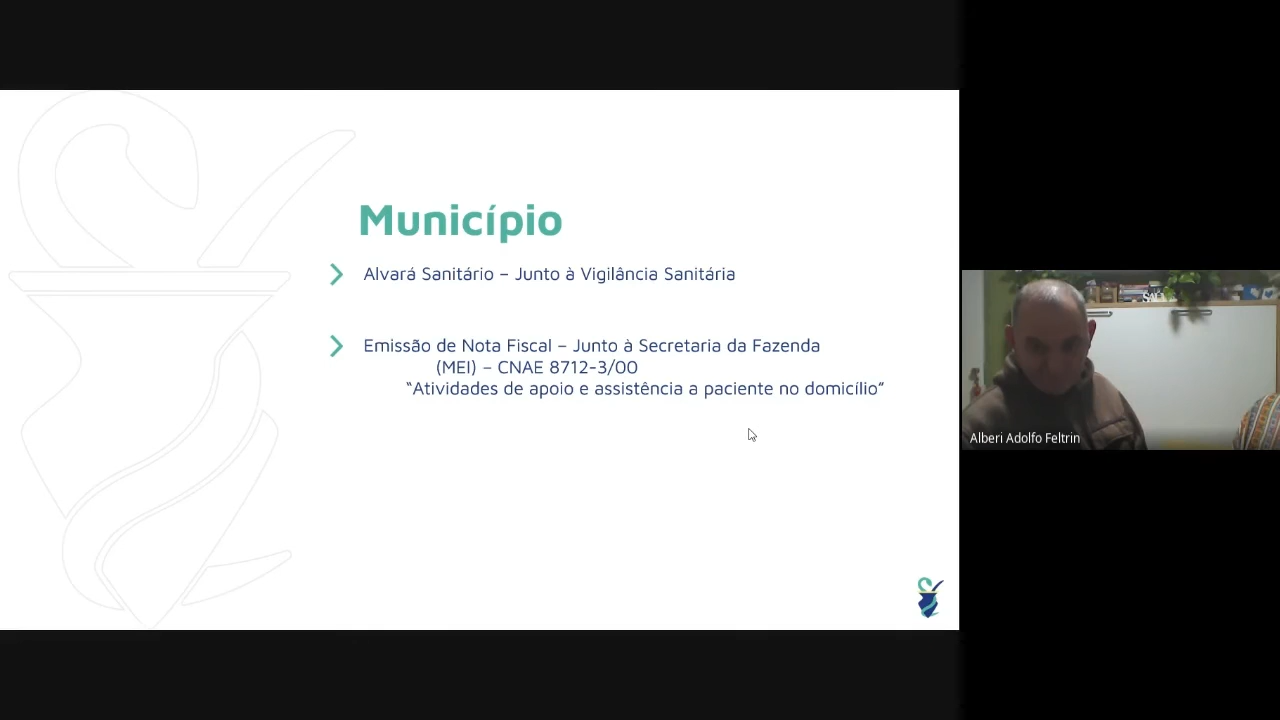 Município
Alvará Sanitário – Junto à Vigilância Sanitária
Emissão de Nota Fiscal – Junto à Secretaria da Fazenda
(MEI) – CNAE 8712-3/00
“Atividades de apoio e assistência a paciente no domicílio”
Alberi Adolfo Feltrin